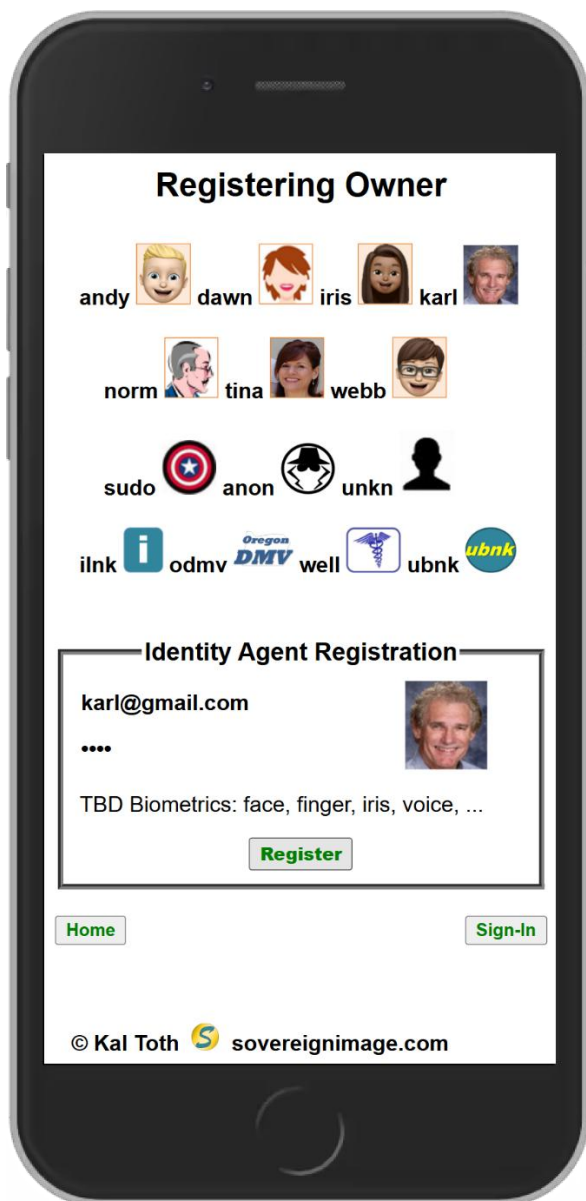 Registering Owner
andy dawn iris karl
norm tina webb
sudo anon unkn
ilnk i odmv Oregon DMV well ubnk ubnk
Identity Agent Registration
karl@gmail.com
••••
TBD Biometrics: face, finger, iris, voice, ...
Register
Home Sign-In
© Kal Toth S sovereignimage.com